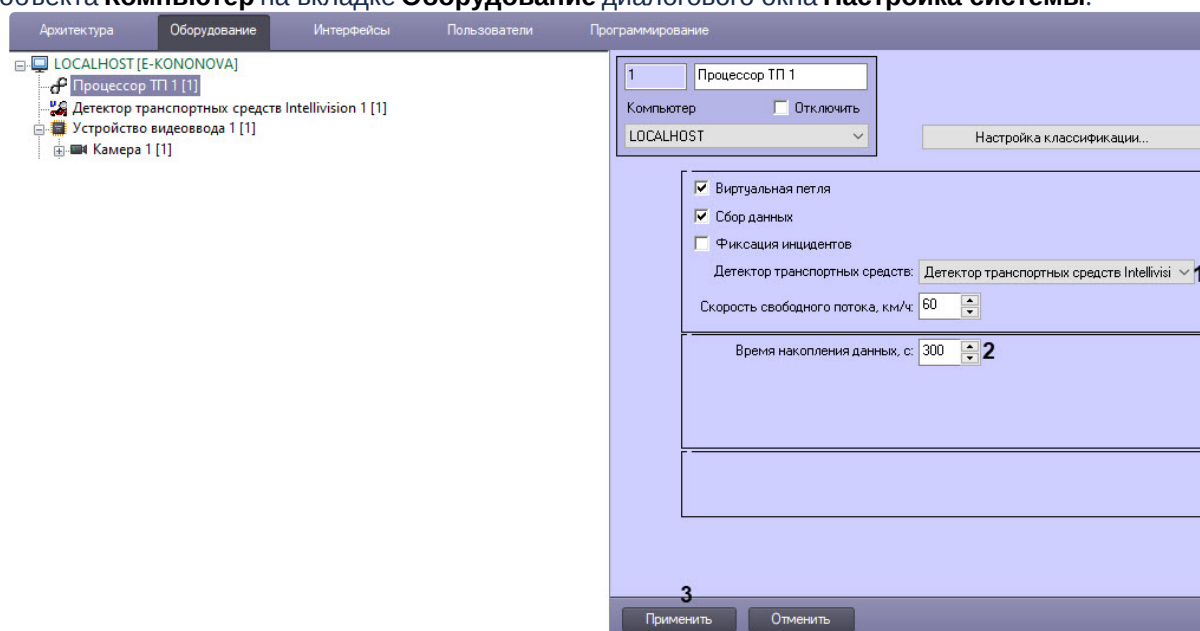 объекта Компьютер на вкладке Оборудование диалогового окна Настройка системы.
Архитектура Оборудование Интерфейсы Пользователи Программирование
LOCALHOST [E-KONONOVA]
Процессор ТП 1 [1]
Детектор транспортных средств Intellivision 1 [1]
Устройство видеоввода 1 [1]
Камера 1 [1]
1 Процессор ТП 1
Компьютер Отключить
LOCALHOST
Настройка классификации...
Виртуальная петля
Сбор данных
Фиксация инцидентов
Детектор транспортных средств: Детектор транспортных средств Intellivisi 1
Скорость свободного потока, км/ч: 60
Время накопления данных, с: 300 2
3
Применить Отменить